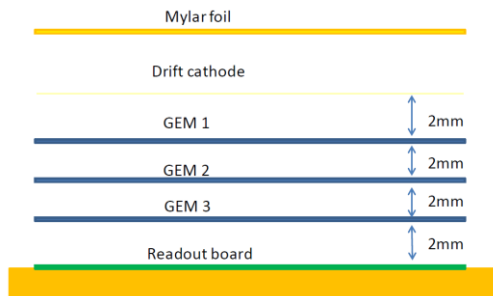 Mylar foil
Drift cathode
GEM 1
2mm
GEM 2
2mm
GEM 3
2mm
Readout board
2mm